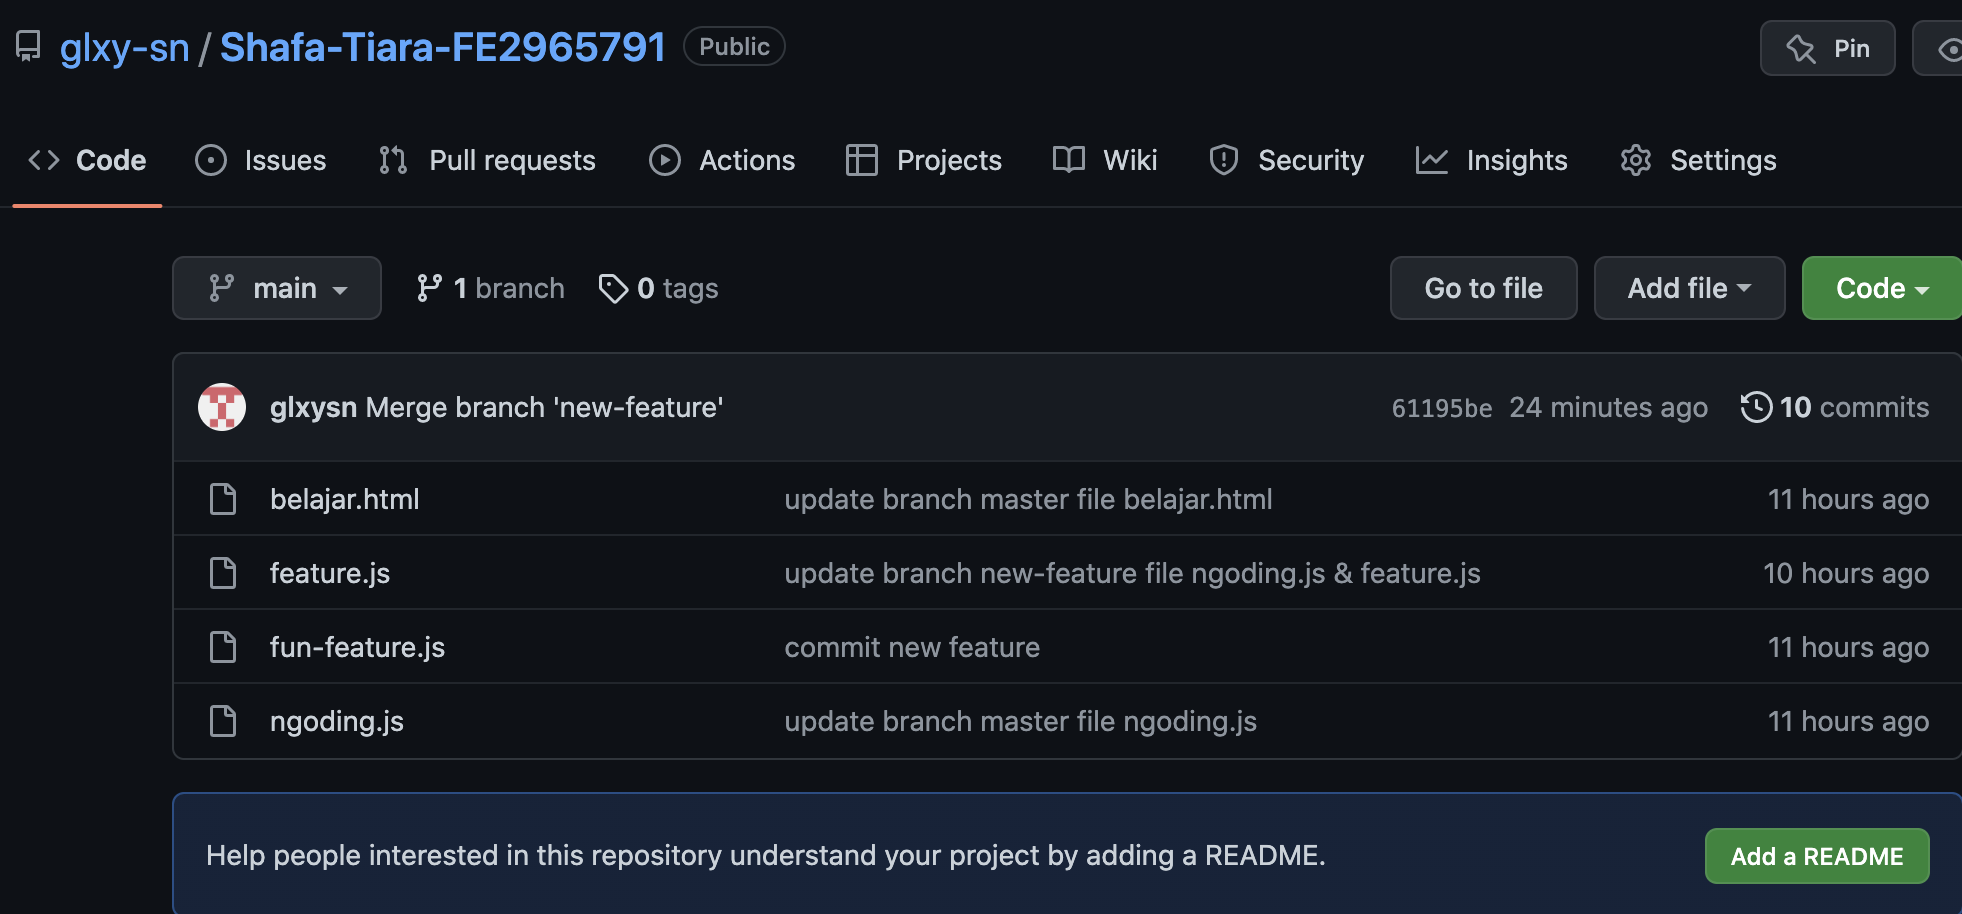 glxy-sn / Shafa-Tiara-FE2965791 Public
Pin
Code Issues Pull requests Actions Projects Wiki Security Insights Settings
main 1 branch 0 tags Go to file Add file Code
glxysn Merge branch 'new-feature' 61195be 24 minutes ago 10 commits
belajar.html update branch master file belajar.html 11 hours ago
feature.js update branch new-feature file ngoding.js & feature.js 10 hours ago
fun-feature.js commit new feature 11 hours ago
ngoding.js update branch master file ngoding.js 11 hours ago
Help people interested in this repository understand your project by adding a README. Add a README